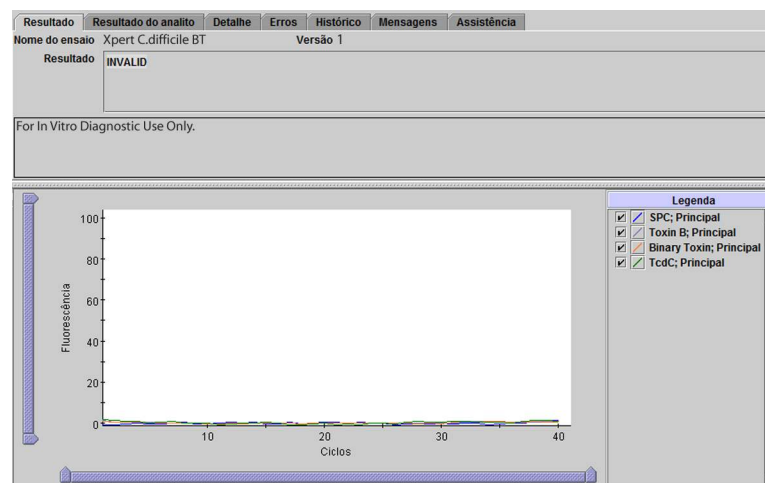 Resultado Resultado do analito Detalhe Erros Histórico Mensagens Assistência
Nome do ensaio Xpert C.difficile BT Versão 1
Resultado INVALID
For In Vitro Diagnostic Use Only.
Legenda
SPC; Principal
Toxin B; Principal
Binary Toxin; Principal
TcdC; Principal
Fluorescência
100
80
60
40
20
0
10 20 30 40
Ciclos